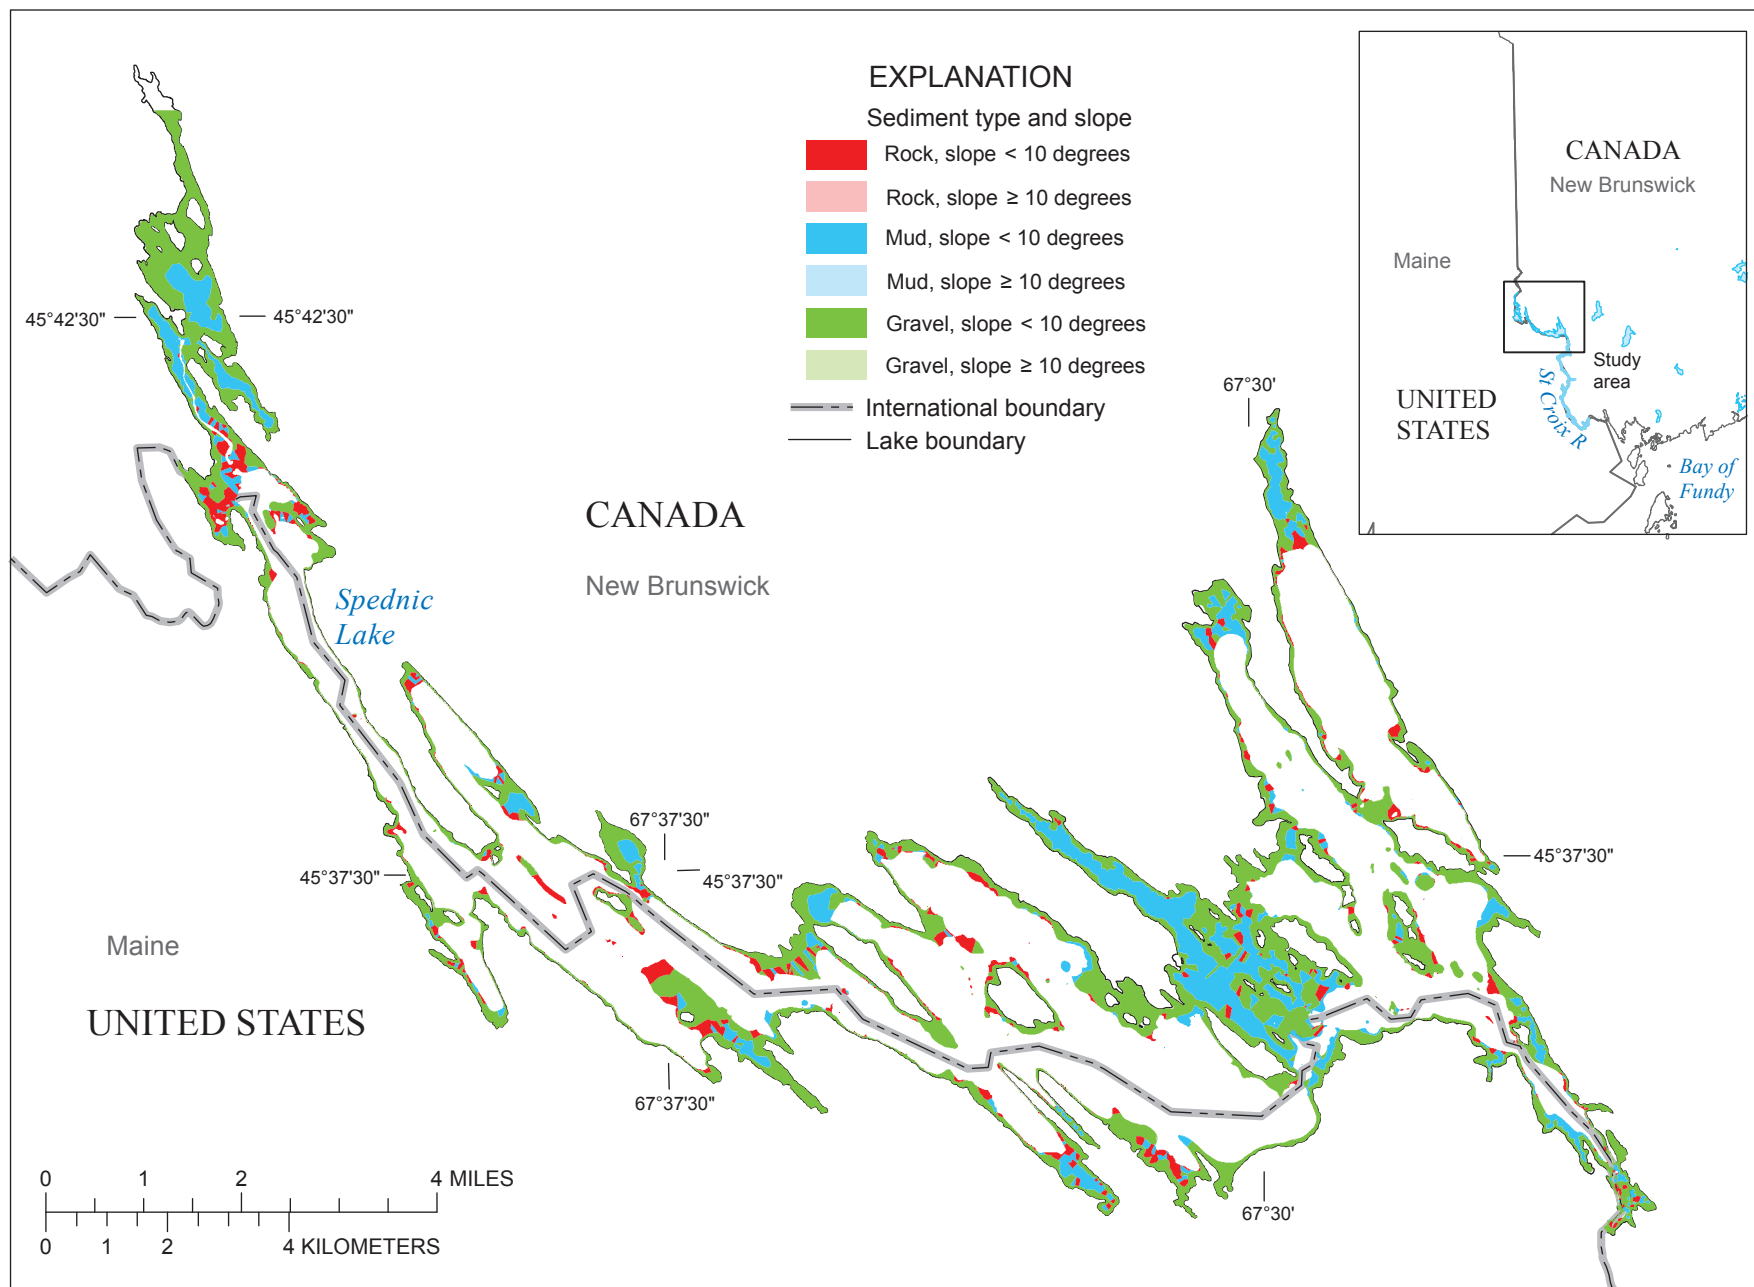 EXPLANATION
Sediment type and slope
Rock, slope < 10 degrees
Rock, slope ≥ 10 degrees
Mud, slope < 10 degrees
Mud, slope ≥ 10 degrees
Gravel, slope < 10 degrees
Gravel, slope ≥ 10 degrees
International boundary
Lake boundary
CANADA
New Brunswick
Maine
Study
area
UNITED
STATES
St Croix R
Bay of
Fundy
45°42'30"
45°42'30"
67°30'
CANADA
New Brunswick
Spednic
Lake
67°37'30"
45°37'30"
45°37'30"
45°37'30"
Maine
UNITED STATES
67°37'30"
67°30'
0 1 2 4 MILES
0 1 2 4 KILOMETERS